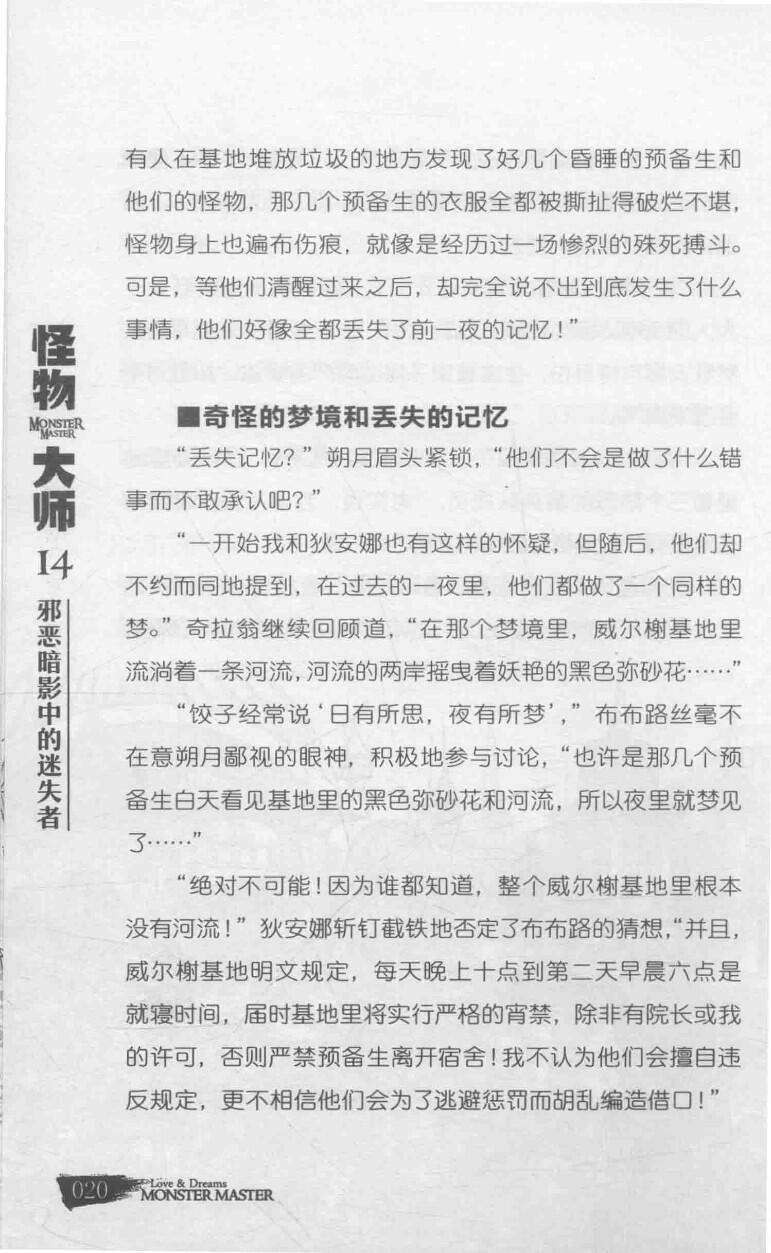 有人在基地堆放垃圾的地方发现了好几个昏睡的预备生和
他们的怪物，那几个预备生的衣服全都被撕扯得破烂不堪，
怪物身上也遍布伤痕，就像是经历过一场惨烈的殊死搏斗。
可是，等他们清醒过来之后，却完全说不出到底发生了什么
事情，他们好像全都丢失了前一夜的记忆！”
■奇怪的梦境和丢失的记忆
“丢失记忆？”朔月眉头紧锁，“他们不会是做了什么错
事而不敢承认吧？”
“一开始我和狄安娜也有这样的怀疑，但随后，他们却
不约而同地提到，在过去的一夜里，他们都做了一个同样的
梦。”奇拉翁继续回顾道，“在那个梦境里，威尔榭基地里
流淌着一条河流，河流的两岸摇曳着妖艳的黑色弥砂花……”
“饺子经常说‘日有所思，夜有所梦’，”布布路丝毫不
在意朔月鄙视的眼神，积极地参与讨论，“也许是那几个预
备生白天看见基地里的黑色弥砂花和河流，所以夜里就梦见
了……”
“绝对不可能！因为谁都知道，整个威尔榭基地里根本
没有河流！”狄安娜斩钉截铁地否定了布布路的猜想，“并且，
威尔榭基地明文规定，每天晚上十点到第二天早晨六点是
就寝时间，届时基地里将实行严格的宵禁，除非有院长或我
的许可，否则严禁预备生离开宿舍！我不认为他们会擅自违
反规定，更不相信他们会为了逃避惩罚而胡乱编造借口！”
怪物
MONSTER
MASTER
大师
14
邪恶暗影中的迷失者
020
Love & Dreams
MONSTER MASTER